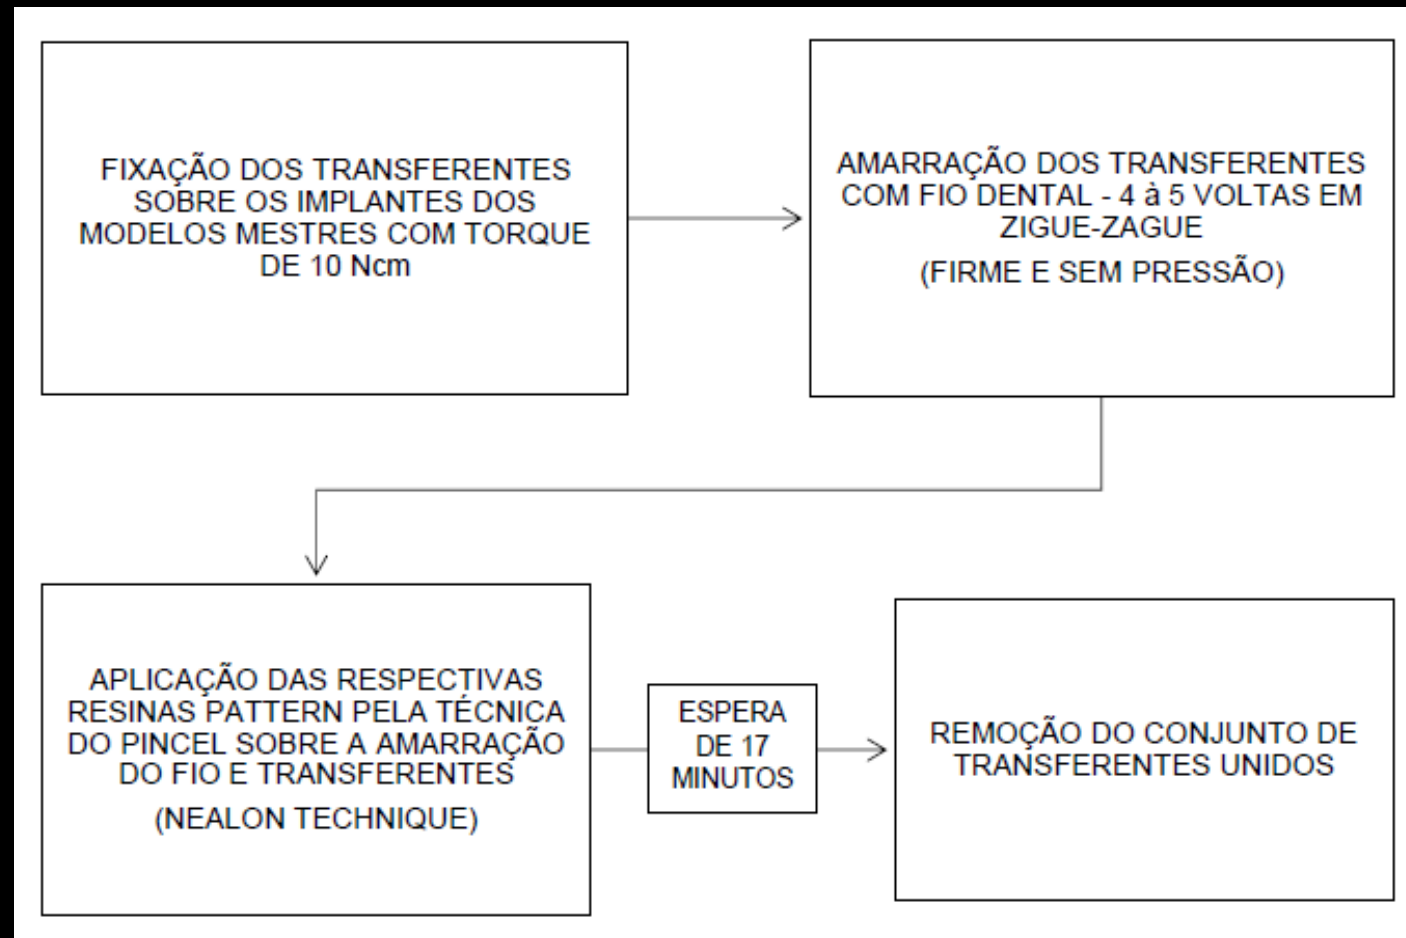 FIXAÇÃO DOS TRANSFERENTES
SOBRE OS IMPLANTES DOS
MODELOS MESTRES COM TORQUE
DE 10 Ncm
AMARRAÇÃO DOS TRANSFERENTES
COM FIO DENTAL - 4 à 5 VOLTAS EM
ZIGUE-ZAGUE
(FIRME E SEM PRESSÃO)
APLICAÇÃO DAS RESPECTIVAS
RESINAS PATTERN PELA TÉCNICA
DO PINCEL SOBRE A AMARRAÇÃO
DO FIO E TRANSFERENTES
(NEALON TECHNIQUE)
ESPERA
DE 17
MINUTOS
REMOÇÃO DO CONJUNTO DE
TRANSFERENTES UNIDOS